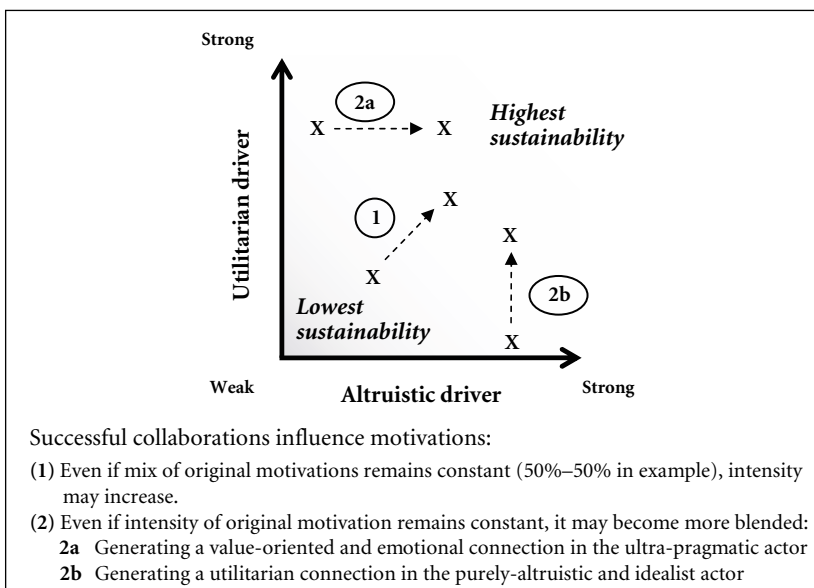 Strong
2a
Highest
sustainability
X
X
Utilitarian driver
1
X
X
X
2b
Lowest
sustainability
X
Weak
Altruistic driver
Strong
Successful collaborations influence motivations:
(1) Even if mix of original motivations remains constant (50%–50% in example), intensity
may increase.
(2) Even if intensity of original motivation remains constant, it may become more blended:
2a Generating a value-oriented and emotional connection in the ultra-pragmatic actor
2b Generating a utilitarian connection in the purely-altruistic and idealist actor